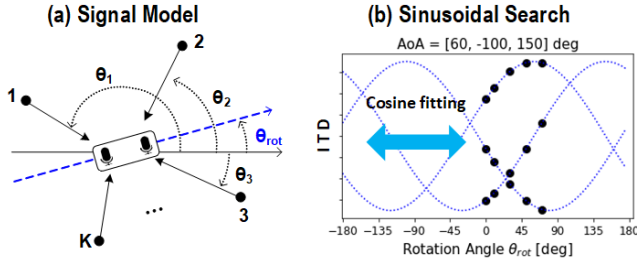 (a) Signal Model
(b) Sinusoidal Search
AoA = [60, -100, 150] deg
1
2
θ1
θ2
θrot
θ3
3
K
...
ITD
Cosine fitting
-180 -135 -90 -45 0 45 90 135 180
Rotation Angle θrot [deg]